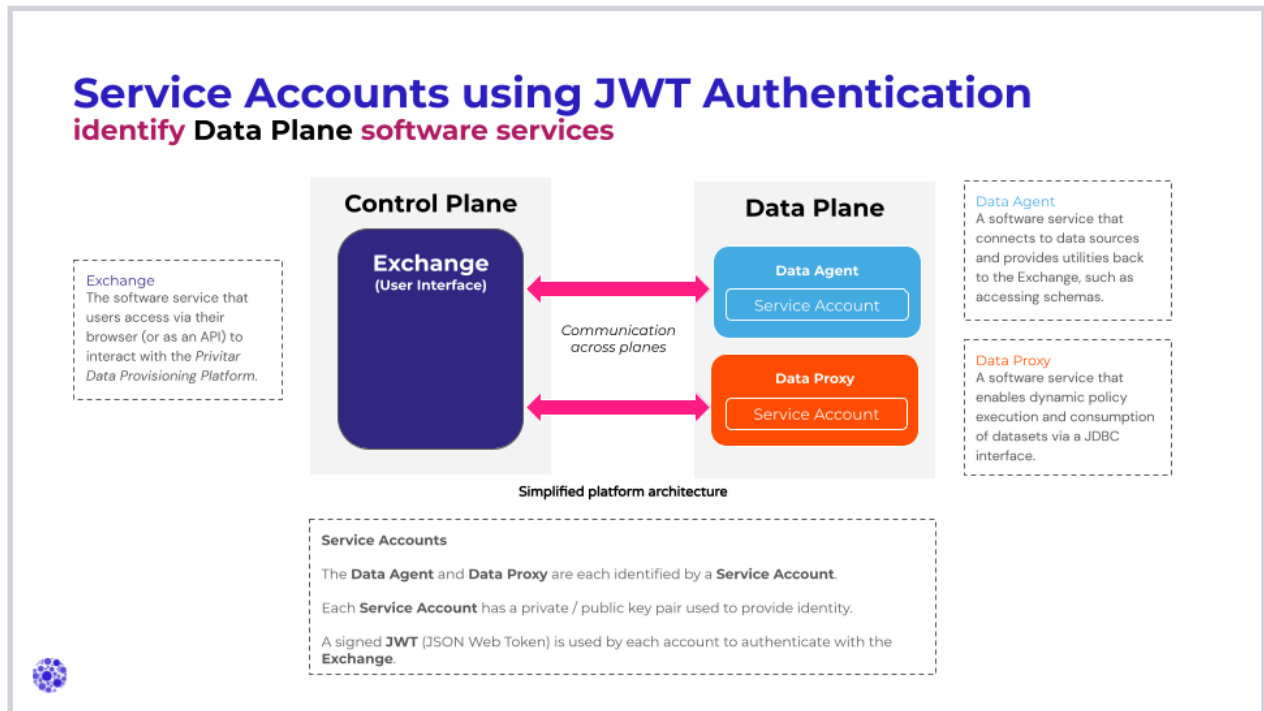 Service Accounts using JWT Authentication
identify Data Plane software services
Control Plane
Exchange
(User Interface)
Exchange
The software service that
users access via their
browser (or as an API) to
interact with the Privitar
Data Provisioning Platform.
Communication
across planes
Data Plane
Data Agent
Service Account
Data Proxy
Service Account
Data Agent
A software service that
connects to data sources
and provides utilities back
to the Exchange, such as
accessing schemas.
Data Proxy
A software service that
enables dynamic policy
execution and consumption
of datasets via a JDBC
interface.
Simplified platform architecture
Service Accounts
The Data Agent and Data Proxy are each identified by a Service Account.
Each Service Account has a private / public key pair used to provide identity.
A signed JWT (JSON Web Token) is used by each account to authenticate with the
Exchange.